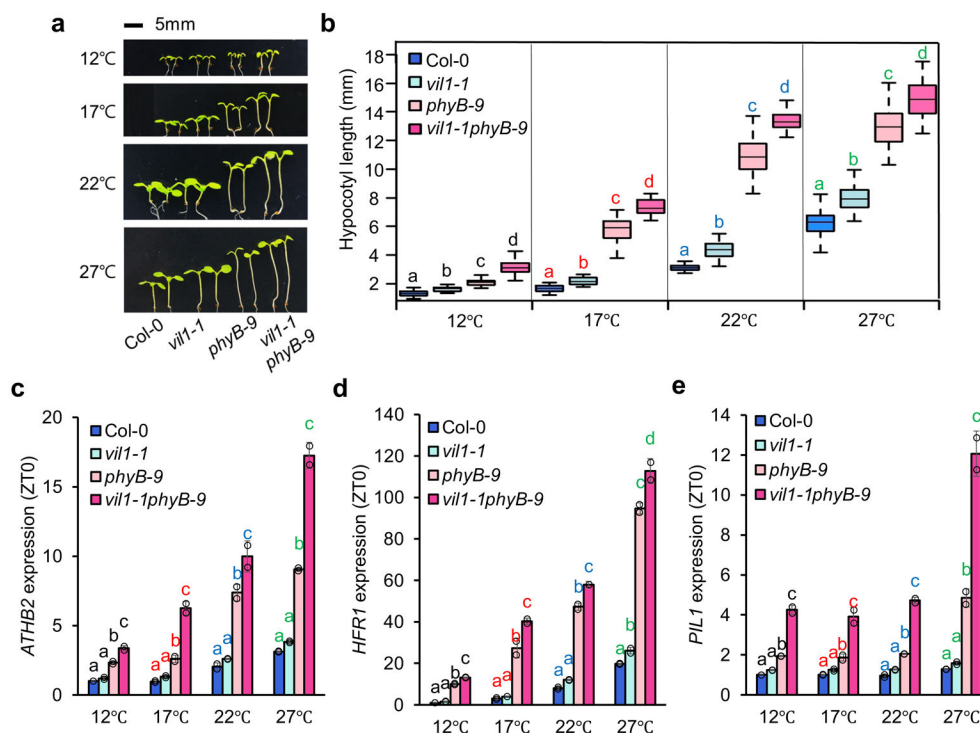 a
5mm
12℃
17℃
22℃
27℃
Col-0
vil1-1
phyB-9
vil1-1
phyB-9
b
Hypocotyl length (mm)
18
16
14
12
10
8
6
4
2
Col-0
vil1-1
phyB-9
vil1-1phyB-9
a b c d
a b c d
a b c d
a b c d
12℃ 17℃ 22℃ 27℃
c
ATHB2 expression (ZT0)
20
15
10
5
0
Col-0
vil1-1
phyB-9
vil1-1phyB-9
a a b c
a a b c
a a b c
a a b c
12℃ 17℃ 22℃ 27℃
d
HFR1 expression (ZT0)
140
120
100
80
60
40
20
0
Col-0
vil1-1
phyB-9
vil1-1phyB-9
a a b c
a a b c
a a b c
a b c d
12℃ 17℃ 22℃ 27℃
e
PIL1 expression (ZT0)
14
12
10
8
6
4
2
0
Col-0
vil1-1
phyB-9
vil1-1phyB-9
a a b c
a a b c
a a b c
a a b c
12℃ 17℃ 22℃ 27℃